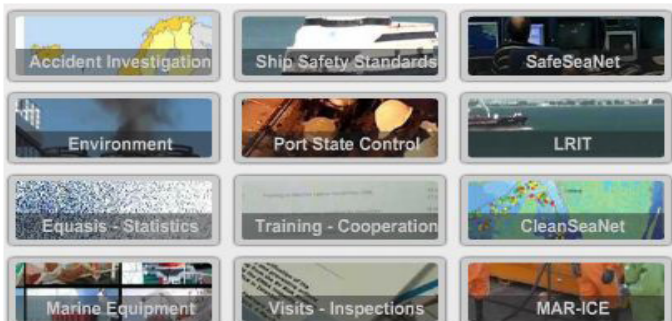 Accident Investigation
Ship Safety Standards
SafeSeaNet
Environment
Port State Control
LRIT
Equasis - Statistics
Training - Cooperation
CleanSeaNet
Marine Equipment
Visits - Inspections
MAR-ICE